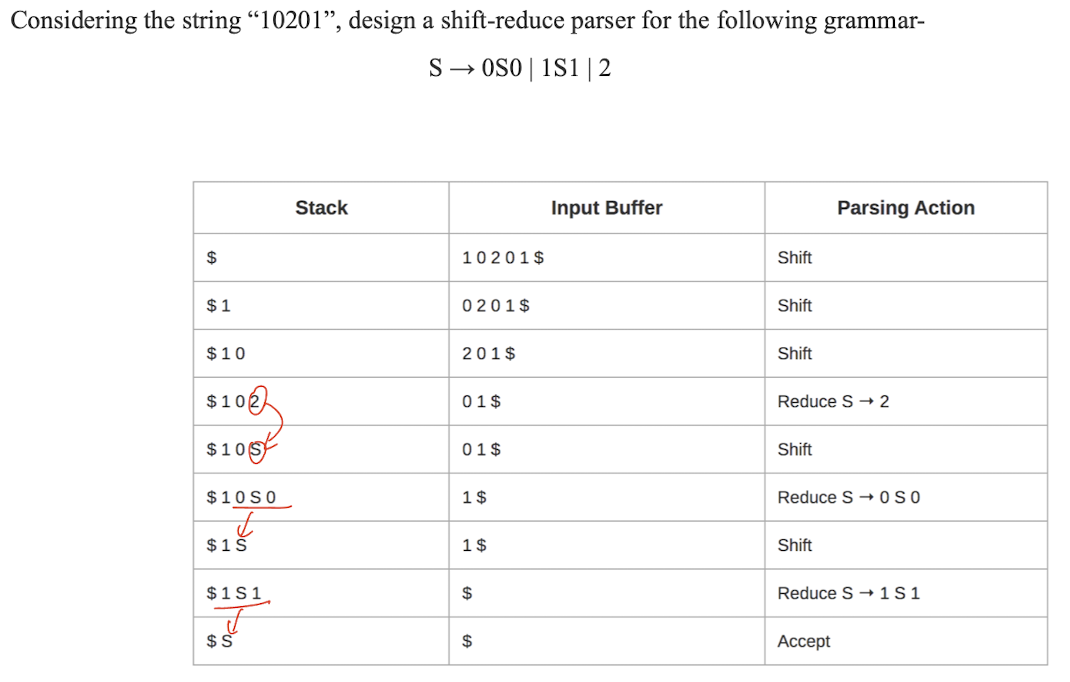 Considering the string “10201”, design a shift-reduce parser for the following grammar-
S → 0S0 | 1S1 | 2
Stack Input Buffer Parsing Action
$ 1 0 2 0 1 $ Shift
$ 1 0 2 0 1 $ Shift
$ 1 0 2 0 1 $ Shift
$ 1 0 2 0 1 $ Reduce S → 2
$ 1 0 S 0 1 $ Shift
$ 1 0 S 0 1 $ Reduce S → 0 S 0
$ 1 S 1 $ Shift
$ 1 S 1 $ Reduce S → 1 S 1
$ S $ Accept